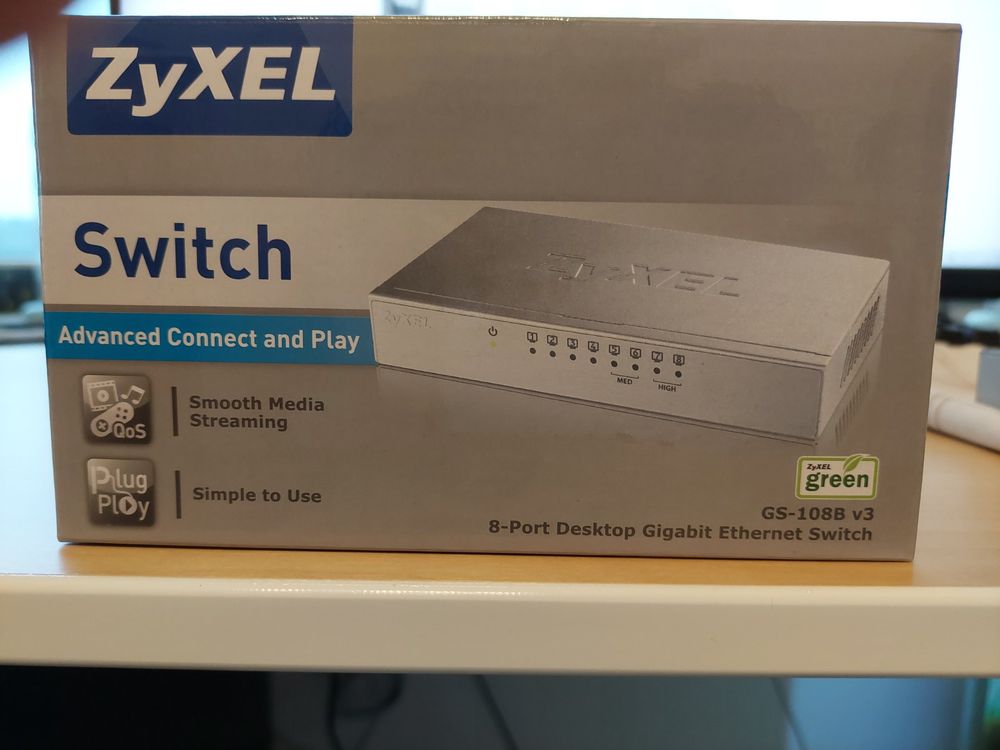 ZyXEL
Switch
ZyXEL
ZyXEL
1 2 3 4 5 6 7 8
MED HIGH
Advanced Connect and Play
QoS
Smooth Media
Streaming
Plug
Play
Simple to Use
ZyXEL
green
GS-108B v3
8-Port Desktop Gigabit Ethernet Switch